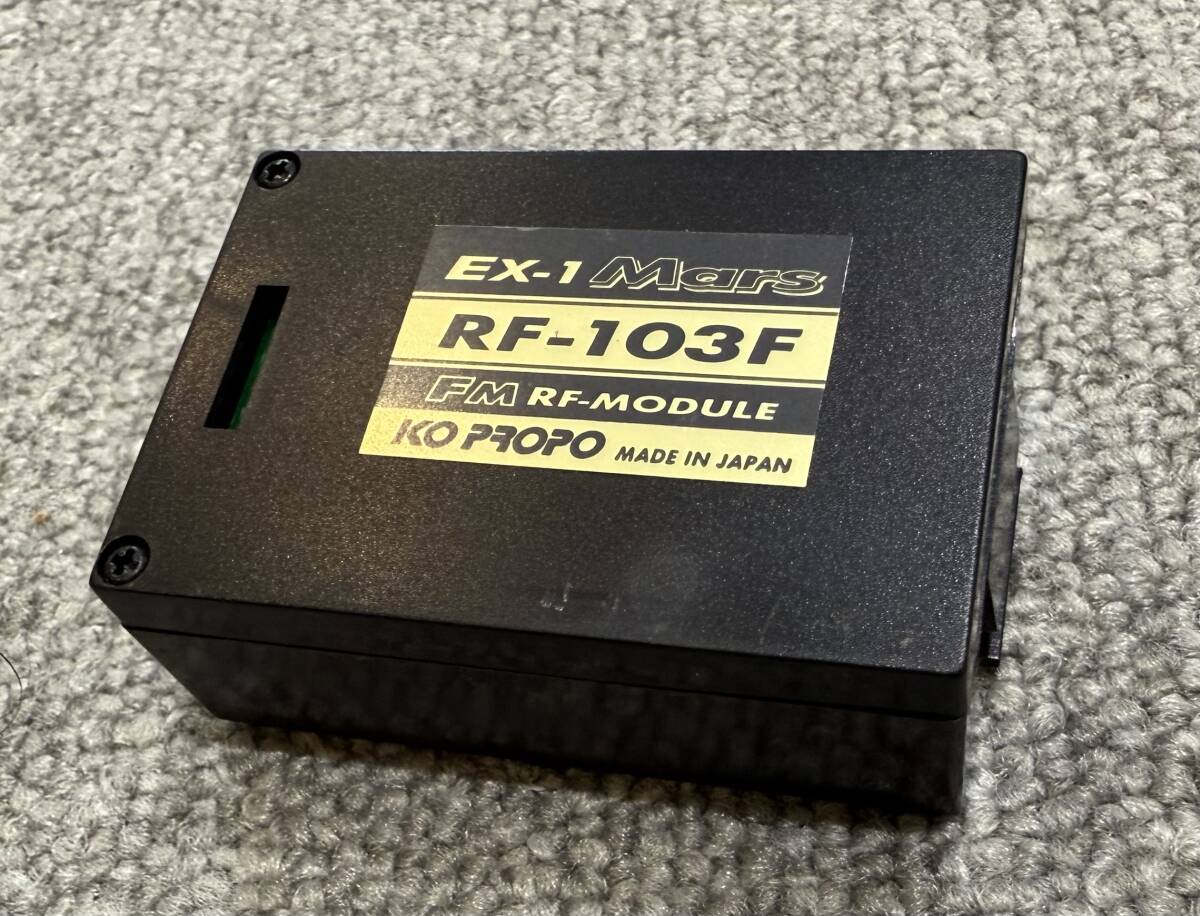 EX-1 Mars
RF-103F
FM RF-MODULE
KO PROPO MADE IN JAPAN